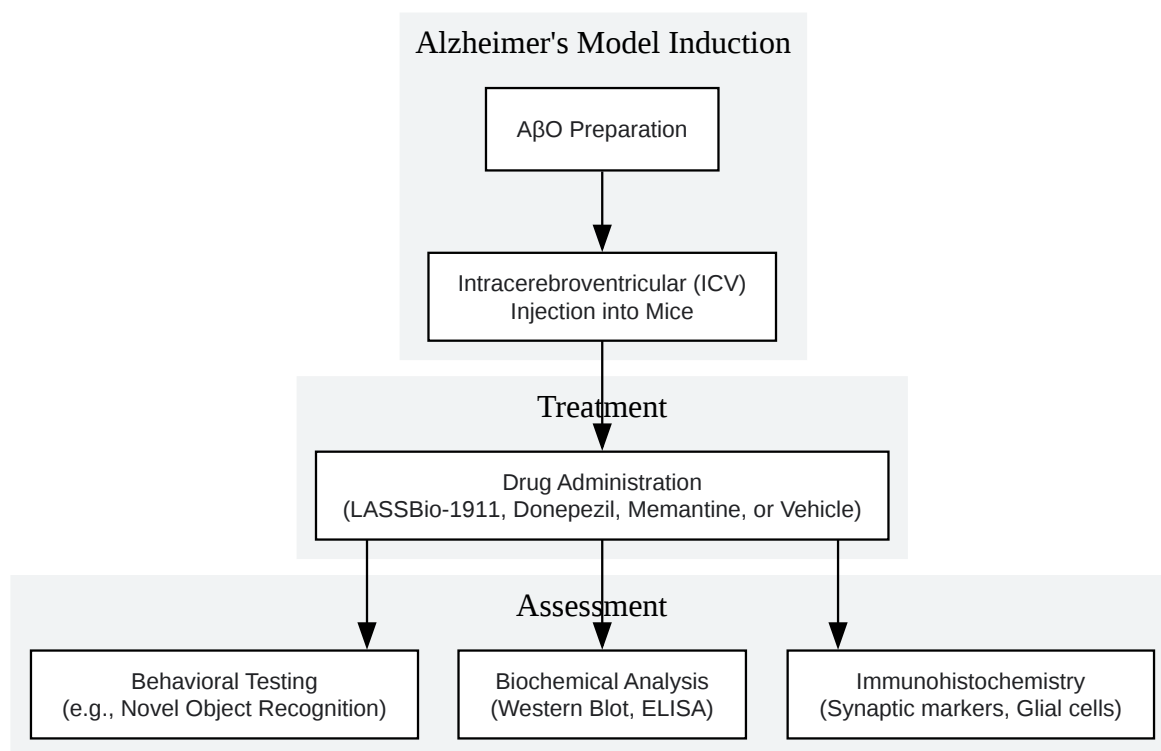 Alzheimer's Model Induction
AβO Preparation
Intracerebroventricular (ICV)
Injection into Mice
Treatment
Drug Administration
(LASSBio-1911, Donepezil, Memantine, or Vehicle)
Assessment
Behavioral Testing
(e.g., Novel Object Recognition)
Biochemical Analysis
(Western Blot, ELISA)
Immunohistochemistry
(Synaptic markers, Glial cells)